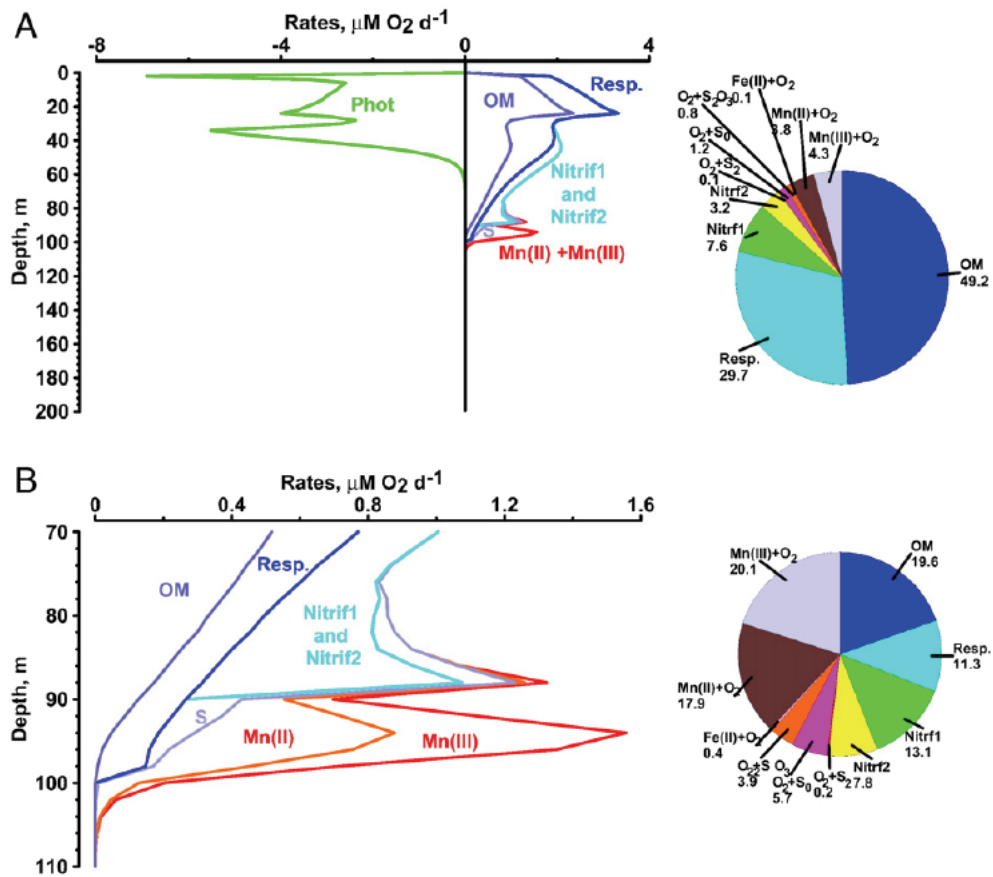 A
Rates, µM O2 d-1
-8
-4
0
4
0
20
40
60
80
100
120
140
160
180
200
Depth, m
Phot
OM
Resp.
Nitrif1
and
Nitrif2
S
Mn(II) +Mn(III)
Fe(II)+O2
0.1
O2+S2O3
0.8
Mn(II)+O2
3.8
Mn(III)+O2
4.3
O2+S0
1.2
O2+S2
0.1
Nitrf2
3.2
Nitrf1
7.6
OM
49.2
Resp.
29.7
B
Rates, µM O2 d-1
0
0.4
0.8
1.2
1.6
70
80
90
100
110
Depth, m
OM
Resp.
Nitrif1
and
Nitrif2
S
Mn(II)
Mn(III)
Mn(III)+O2
20.1
OM
19.6
Resp.
11.3
Mn(II)+O2
17.9
Nitrf1
13.1
Fe(II)+O2
0.4
Nitrf2
7.8
O2+S O3
3.9
O2+S0
5.7
O2+S2
0.2